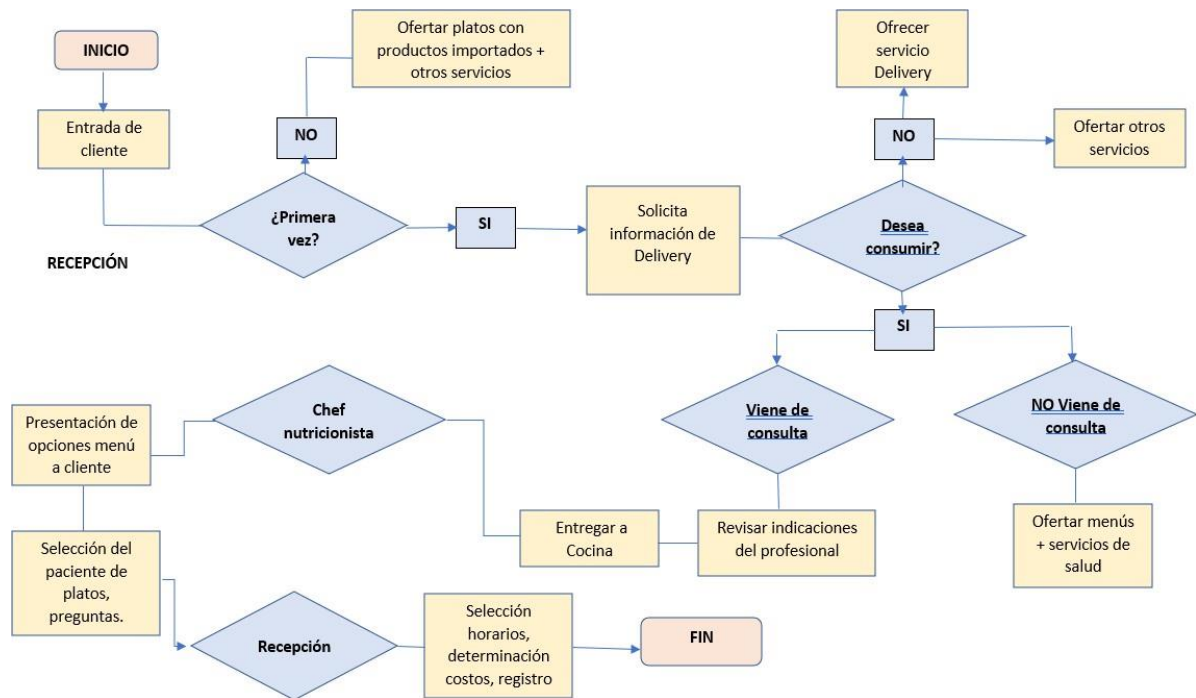 INICIO
Entrada de
cliente
Ofertar platos con
productos importados +
otros servicios
NO
¿Primera
vez?
SI
RECEPCIÓN
Solicita
información de
Delivery
Ofrecer
servicio
Delivery
NO
Ofertar otros
servicios
Desea
consumir?
SI
Viene de
consulta
NO Viene de
consulta
Ofertar menús
+ servicios de
salud
Revisar indicaciones
del profesional
Entregar a
Cocina
Chef
nutricionista
Presentación de
opciones menú
a cliente
Selección del
paciente de
platos,
preguntas.
Recepción
Selección
horarios,
determinación
costos, registro
FIN